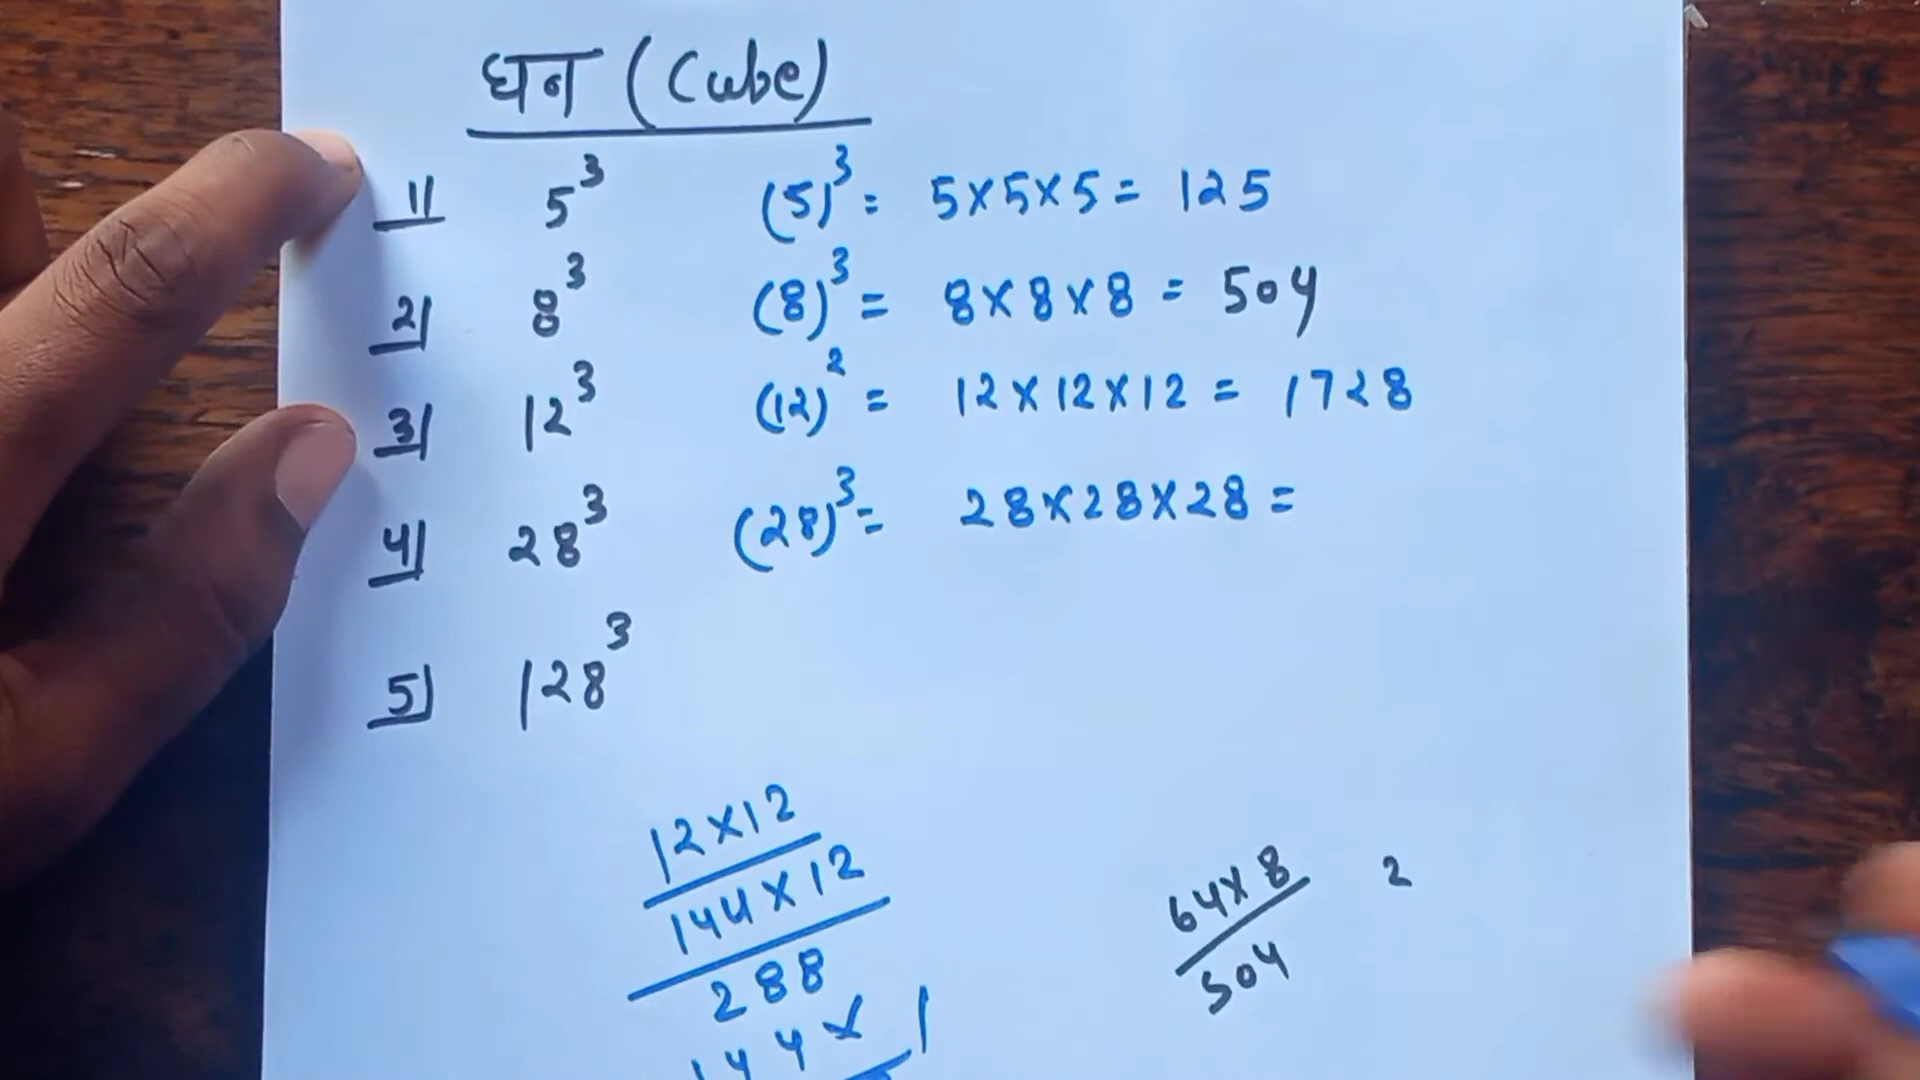 घन (Cube)
1) 5³ (5)³ = 5×5×5 = 125
2) 8³ (8)³ = 8×8×8 = 504
3) 12³ (12)² = 12×12×12 = 1728
4) 28³ (28)³ = 28×28×28 =
5) 128³
12×12
144×12
288
144×
64×8
504
2